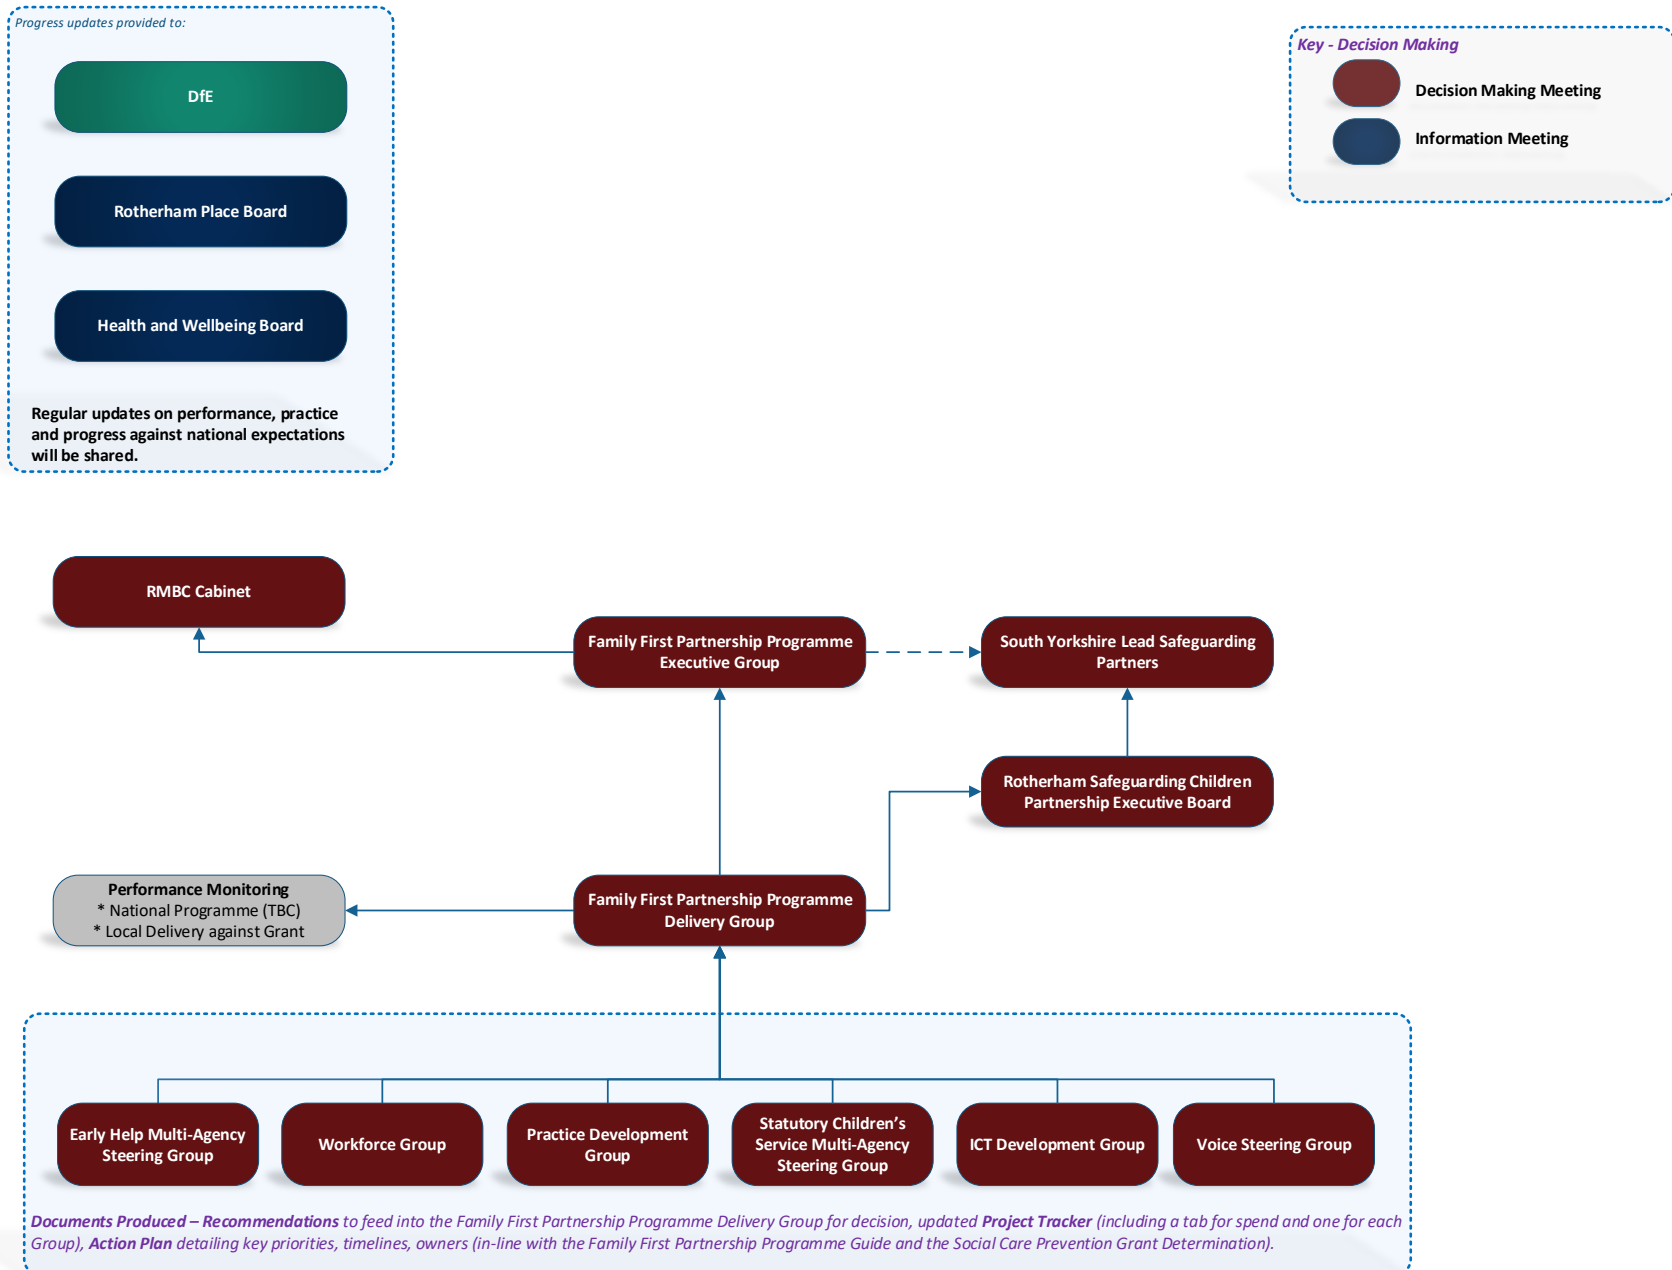 Progress updates provided to:
DfE
Rotherham Place Board
Health and Wellbeing Board
Regular updates on performance, practice
and progress against national expectations
will be shared.
Key - Decision Making
Decision Making Meeting
Information Meeting
RMBC Cabinet
Family First Partnership Programme
Executive Group
South Yorkshire Lead Safeguarding
Partners
Rotherham Safeguarding Children
Partnership Executive Board
Performance Monitoring
* National Programme (TBC)
* Local Delivery against Grant
Family First Partnership Programme
Delivery Group
Early Help Multi-Agency
Steering Group
Workforce Group
Practice Development
Group
Statutory Children’s
Service Multi-Agency
Steering Group
ICT Development Group
Voice Steering Group
Documents Produced – Recommendations to feed into the Family First Partnership Programme Delivery Group for decision, updated Project Tracker (including a tab for spend and one for each
Group), Action Plan detailing key priorities, timelines, owners (in-line with the Family First Partnership Programme Guide and the Social Care Prevention Grant Determination).